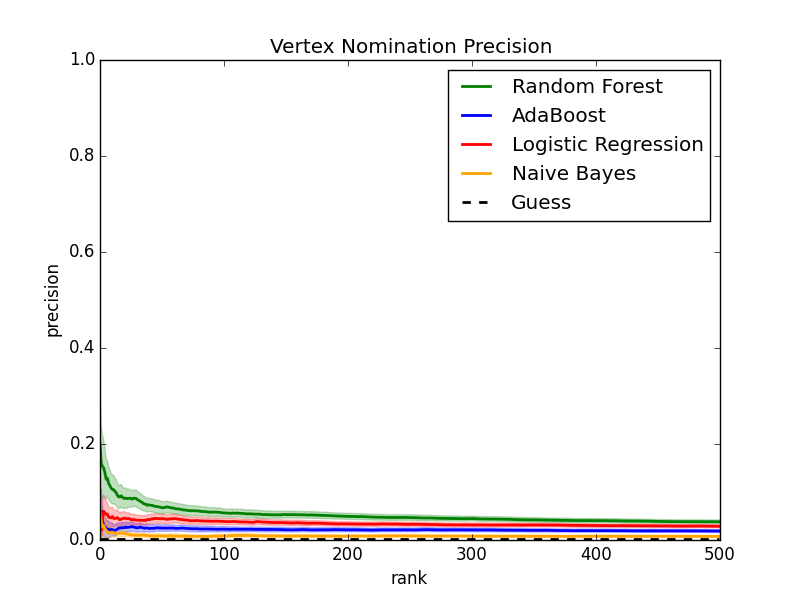 Vertex Nomination Precision
1.0
0.8
0.6
0.4
0.2
0.0
precision
Random Forest
AdaBoost
Logistic Regression
Naive Bayes
Guess
0
100
200
300
400
500
rank